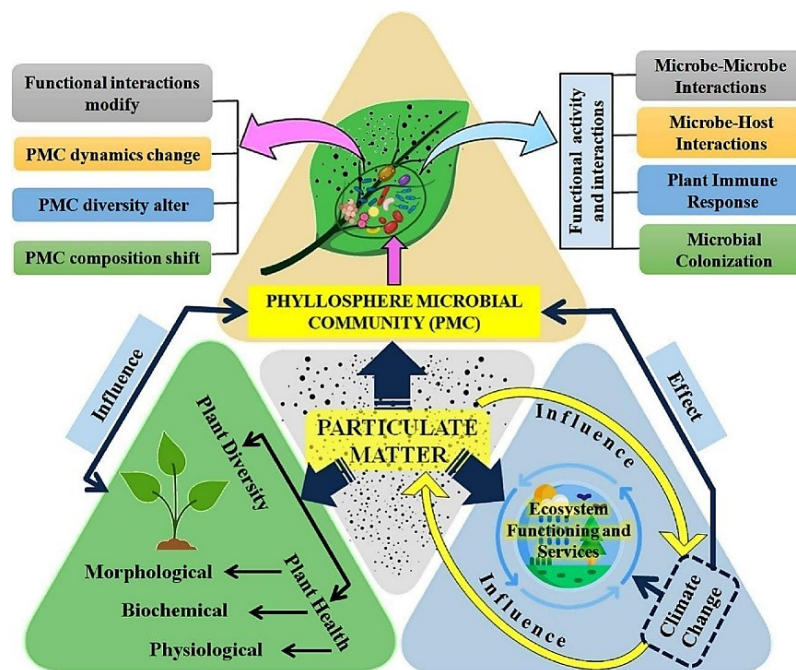 Functional interactions
modify
PMC dynamics change
PMC diversity alter
PMC composition shift
Functional activity
and interactions
Microbe-Microbe
Interactions
Microbe-Host
Interactions
Plant Immune
Response
Microbial
Colonization
PHYLLOSPHERE MICROBIAL
COMMUNITY (PMC)
Influence
Effect
PARTICULATE
MATTER
Plant Diversity
Plant Health
Morphological
Biochemical
Physiological
Influence
Ecosystem
Functioning and
Services
Influence
Climate
Change